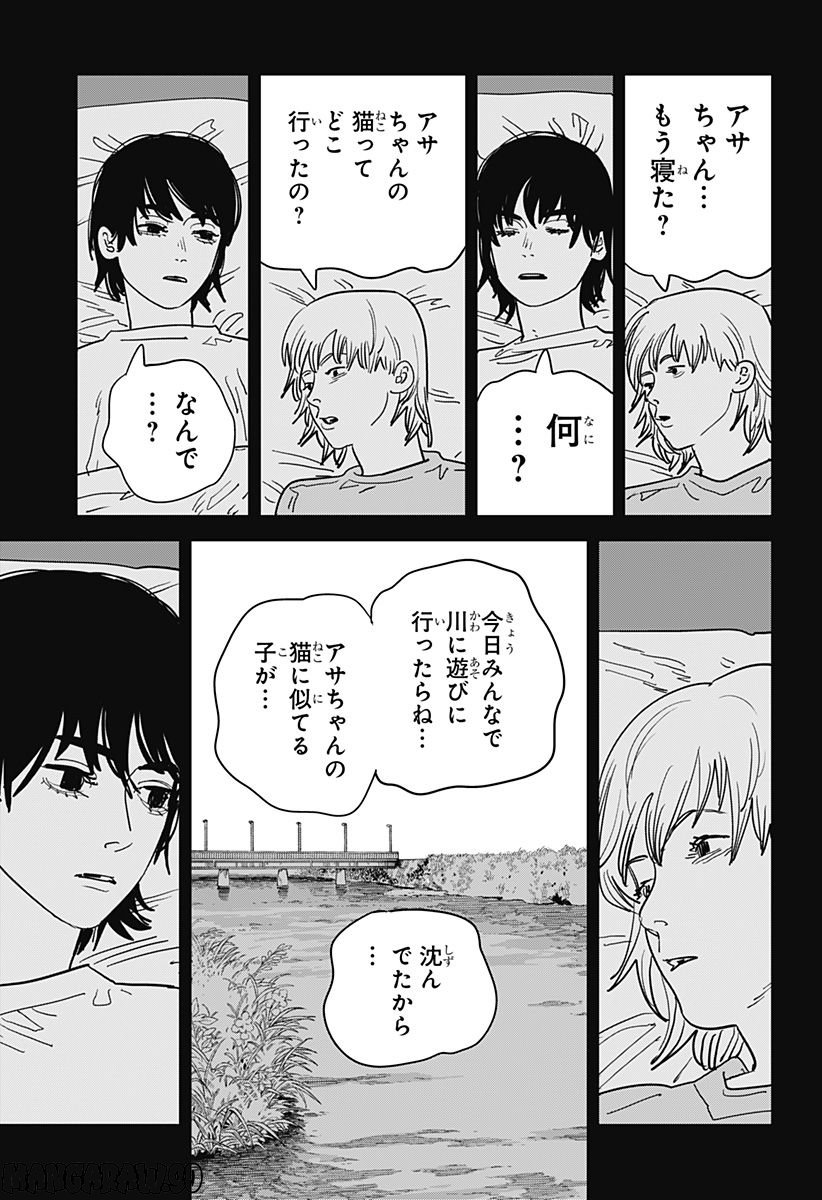 アサ
ちゃん…
もう寝た？
何
…？
アサ
ちゃんの
猫って
どこ
行ったの？
なんで
…？
今日みんなで
川に遊びに
行ったらね…
アサちゃんの
猫に似てる
子が…
沈ん
でたから
…
MANGARAW.SO